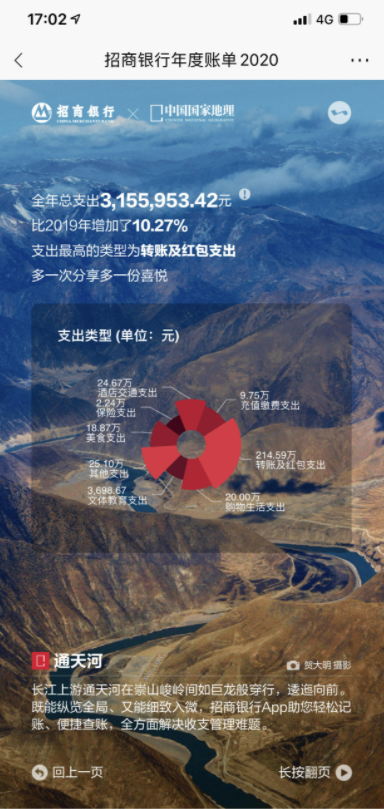 17:02
4G
招商银行年度账单2020
招商银行
CHINA MERCHANTS BANK
中国国家地理
CHINESE NATIONAL GEOGRAPHY
全年总支出3,155,953.42元
比2019年增加了10.27%
支出最高的类型为转账及红包支出
多一次分享多一份喜悦
支出类型 (单位：元)
24.67万
酒店交通支出
2.24万
保险支出
18.87万
美食支出
25.10万
其他支出
3,698.67
文体教育支出
9.75万
充值缴费支出
214.59万
转账及红包支出
20.00万
购物生活支出
通天河
贺大明 摄影
长江上游通天河在崇山峻岭间如巨龙般穿行，逶迤向前。
既能纵览全局、又能细致入微，招商银行App助您轻松记
账、便捷查账，全方面解决收支管理难题。
回上一页
长按翻页